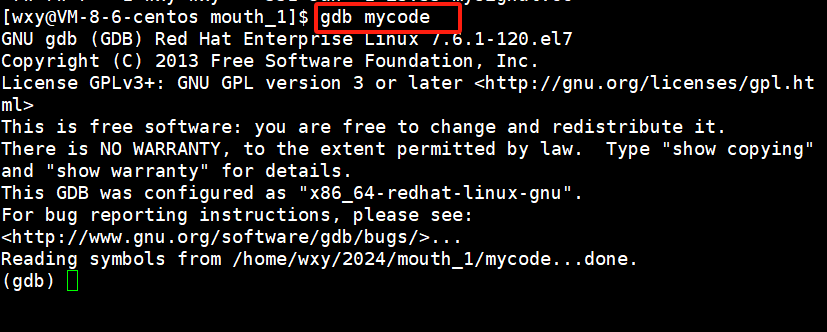 [wxy@VM-8-6-centos mouth_1]$ gdb mycode
GNU gdb (GDB) Red Hat Enterprise Linux 7.6.1-120.el7
Copyright (C) 2013 Free Software Foundation, Inc.
License GPLv3+: GNU GPL version 3 or later <http://gnu.org/licenses/gpl.ht
ml>
This is free software: you are free to change and redistribute it.
There is NO WARRANTY, to the extent permitted by law.  Type "show copying"
and "show warranty" for details.
This GDB was configured as "x86_64-redhat-linux-gnu".
For bug reporting instructions, please see:
<http://www.gnu.org/software/gdb/bugs/>...
Reading symbols from /home/wxy/2024/mouth_1/mycode...done.
(gdb)